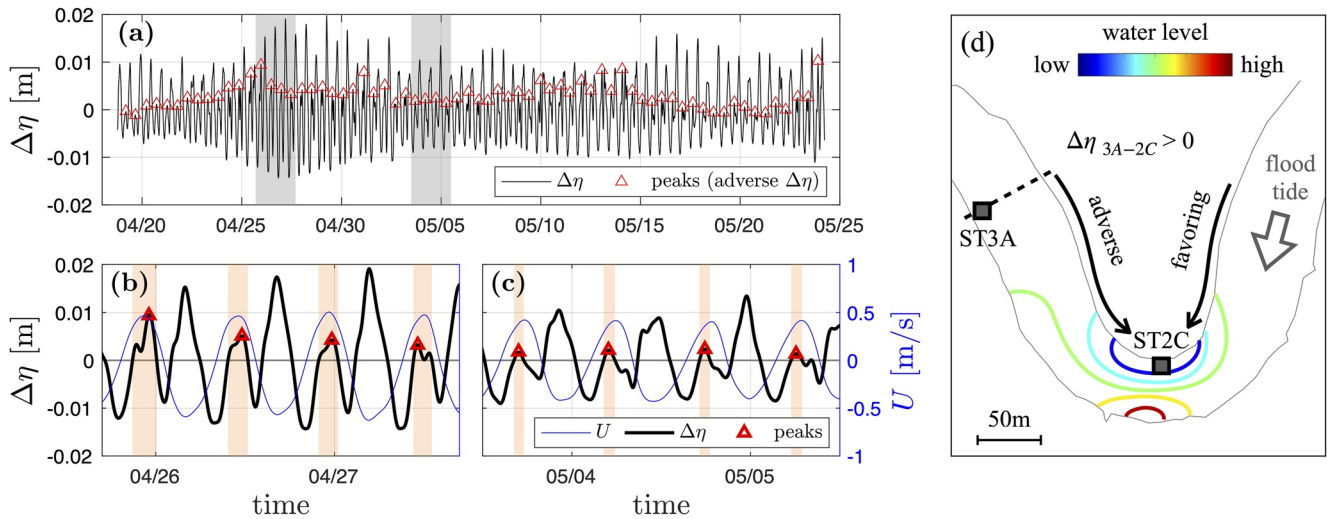 (a)
Δη [m]
0.02
0.01
0
-0.01
-0.02
Δη
peaks (adverse Δη)
04/20 04/25 04/30 05/05 05/10 05/15 05/20 05/25
(b)
Δη [m]
0.02
0.01
0
-0.01
-0.02
04/26 04/27
time
(c)
1
0.5
0
-0.5
-1
U [m/s]
U Δη peaks
05/04 05/05
time
(d)
water level
low high
Δη 3A−2C > 0
flood
tide
adverse
favoring
ST3A
ST2C
50m